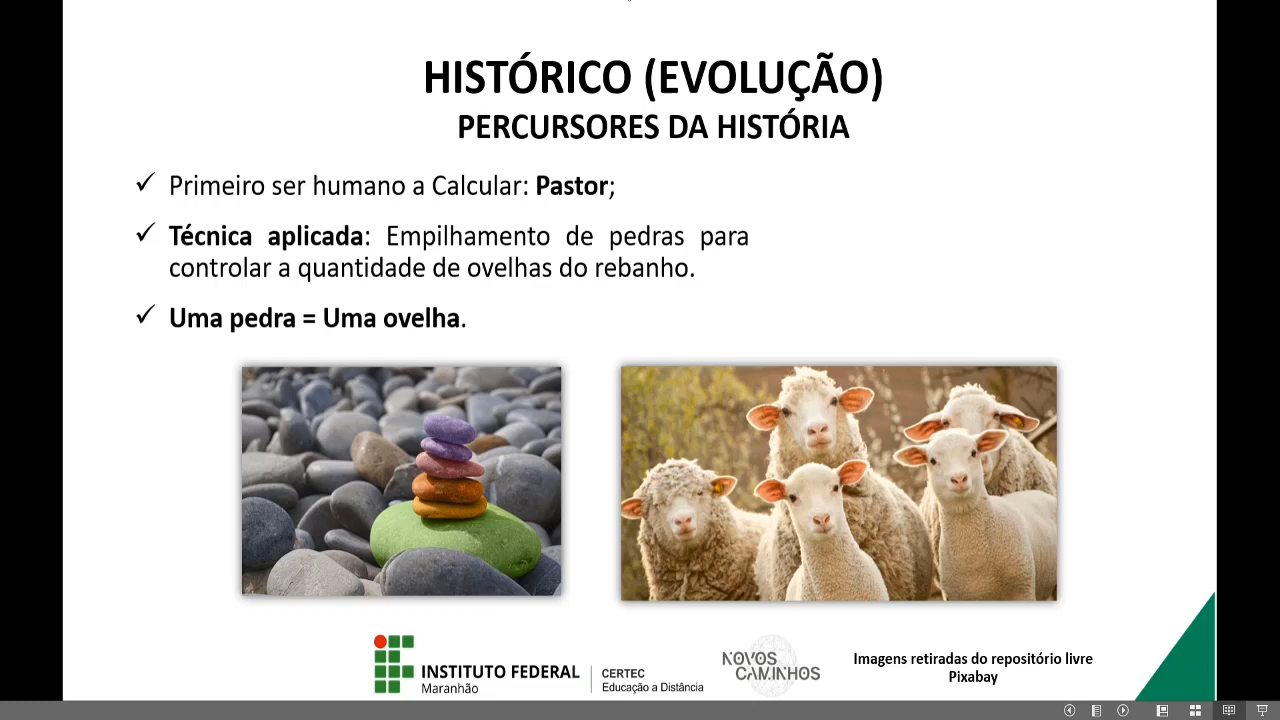 HISTÓRICO (EVOLUÇÃO)
PERCURSORES DA HISTÓRIA
Primeiro ser humano a Calcular: Pastor;
Técnica aplicada: Empilhamento de pedras para
controlar a quantidade de ovelhas do rebanho.
Uma pedra = Uma ovelha.
INSTITUTO FEDERAL
Maranhão
CERTEC
Educação a Distância
NOVOS
CAMINHOS
Imagens retiradas do repositório livre
Pixabay